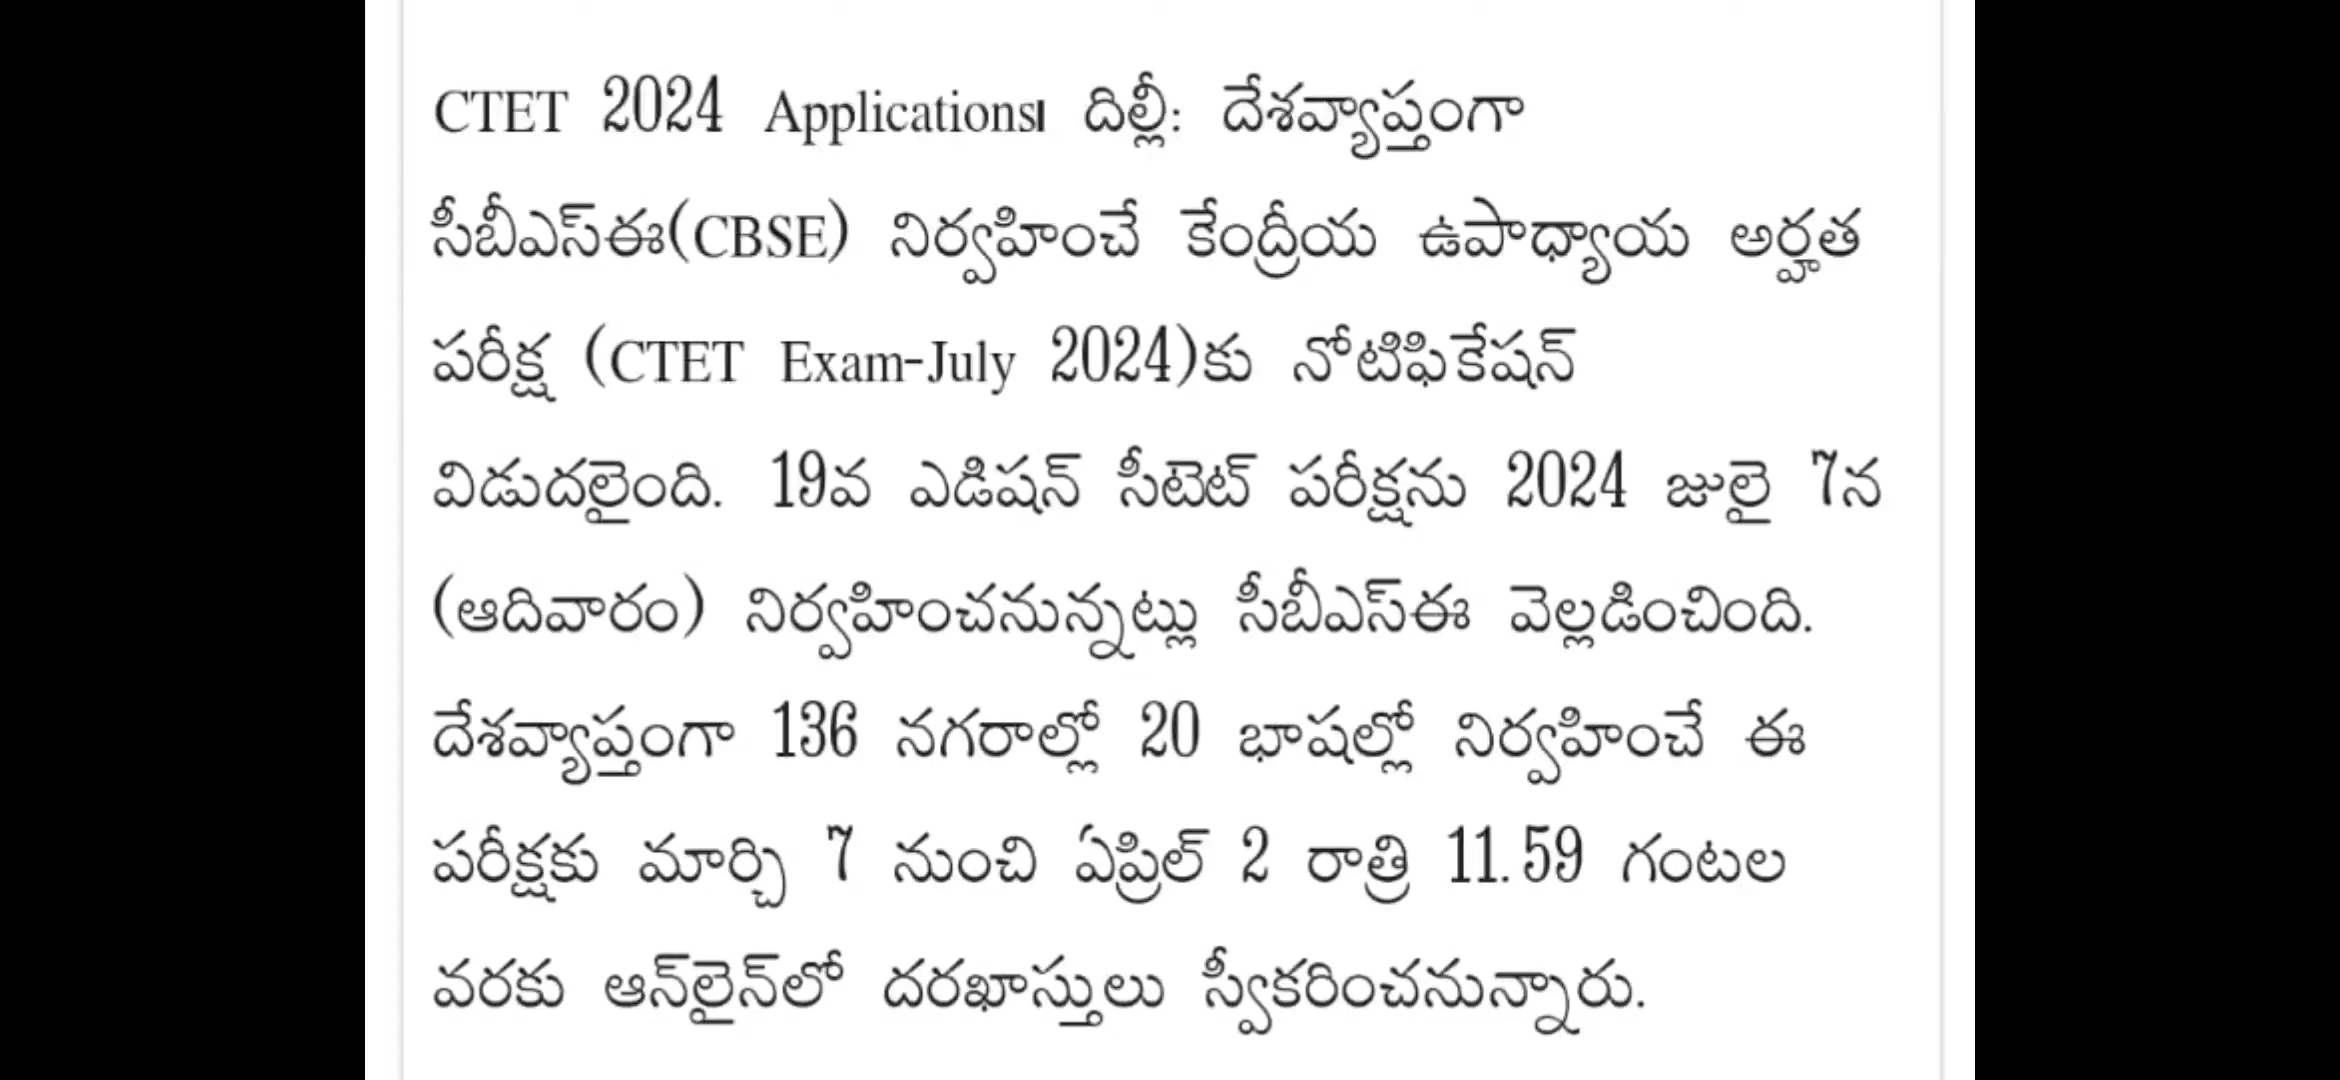 CTET 2024 Applications। దిల్లీ: దేశవ్యాప్తంగా
సీబీఎస్ఈ(CBSE) నిర్వహించే కేంద్రీయ ఉపాధ్యాయ అర్హత
పరీక్ష (CTET Exam-July 2024)కు నోటిఫికేషన్
విడుదలైంది. 19వ ఎడిషన్ సీటెట్ పరీక్షను 2024 జులై 7న
(ఆదివారం) నిర్వహించనున్నట్లు సీబీఎస్ఈ వెల్లడించింది.
దేశవ్యాప్తంగా 136 నగరాల్లో 20 భాషల్లో నిర్వహించే ఈ
పరీక్షకు మార్చి 7 నుంచి ఏప్రిల్ 2 రాత్రి 11.59 గంటల
వరకు ఆన్‌లైన్‌లో దరఖాస్తులు స్వీకరించనున్నారు.